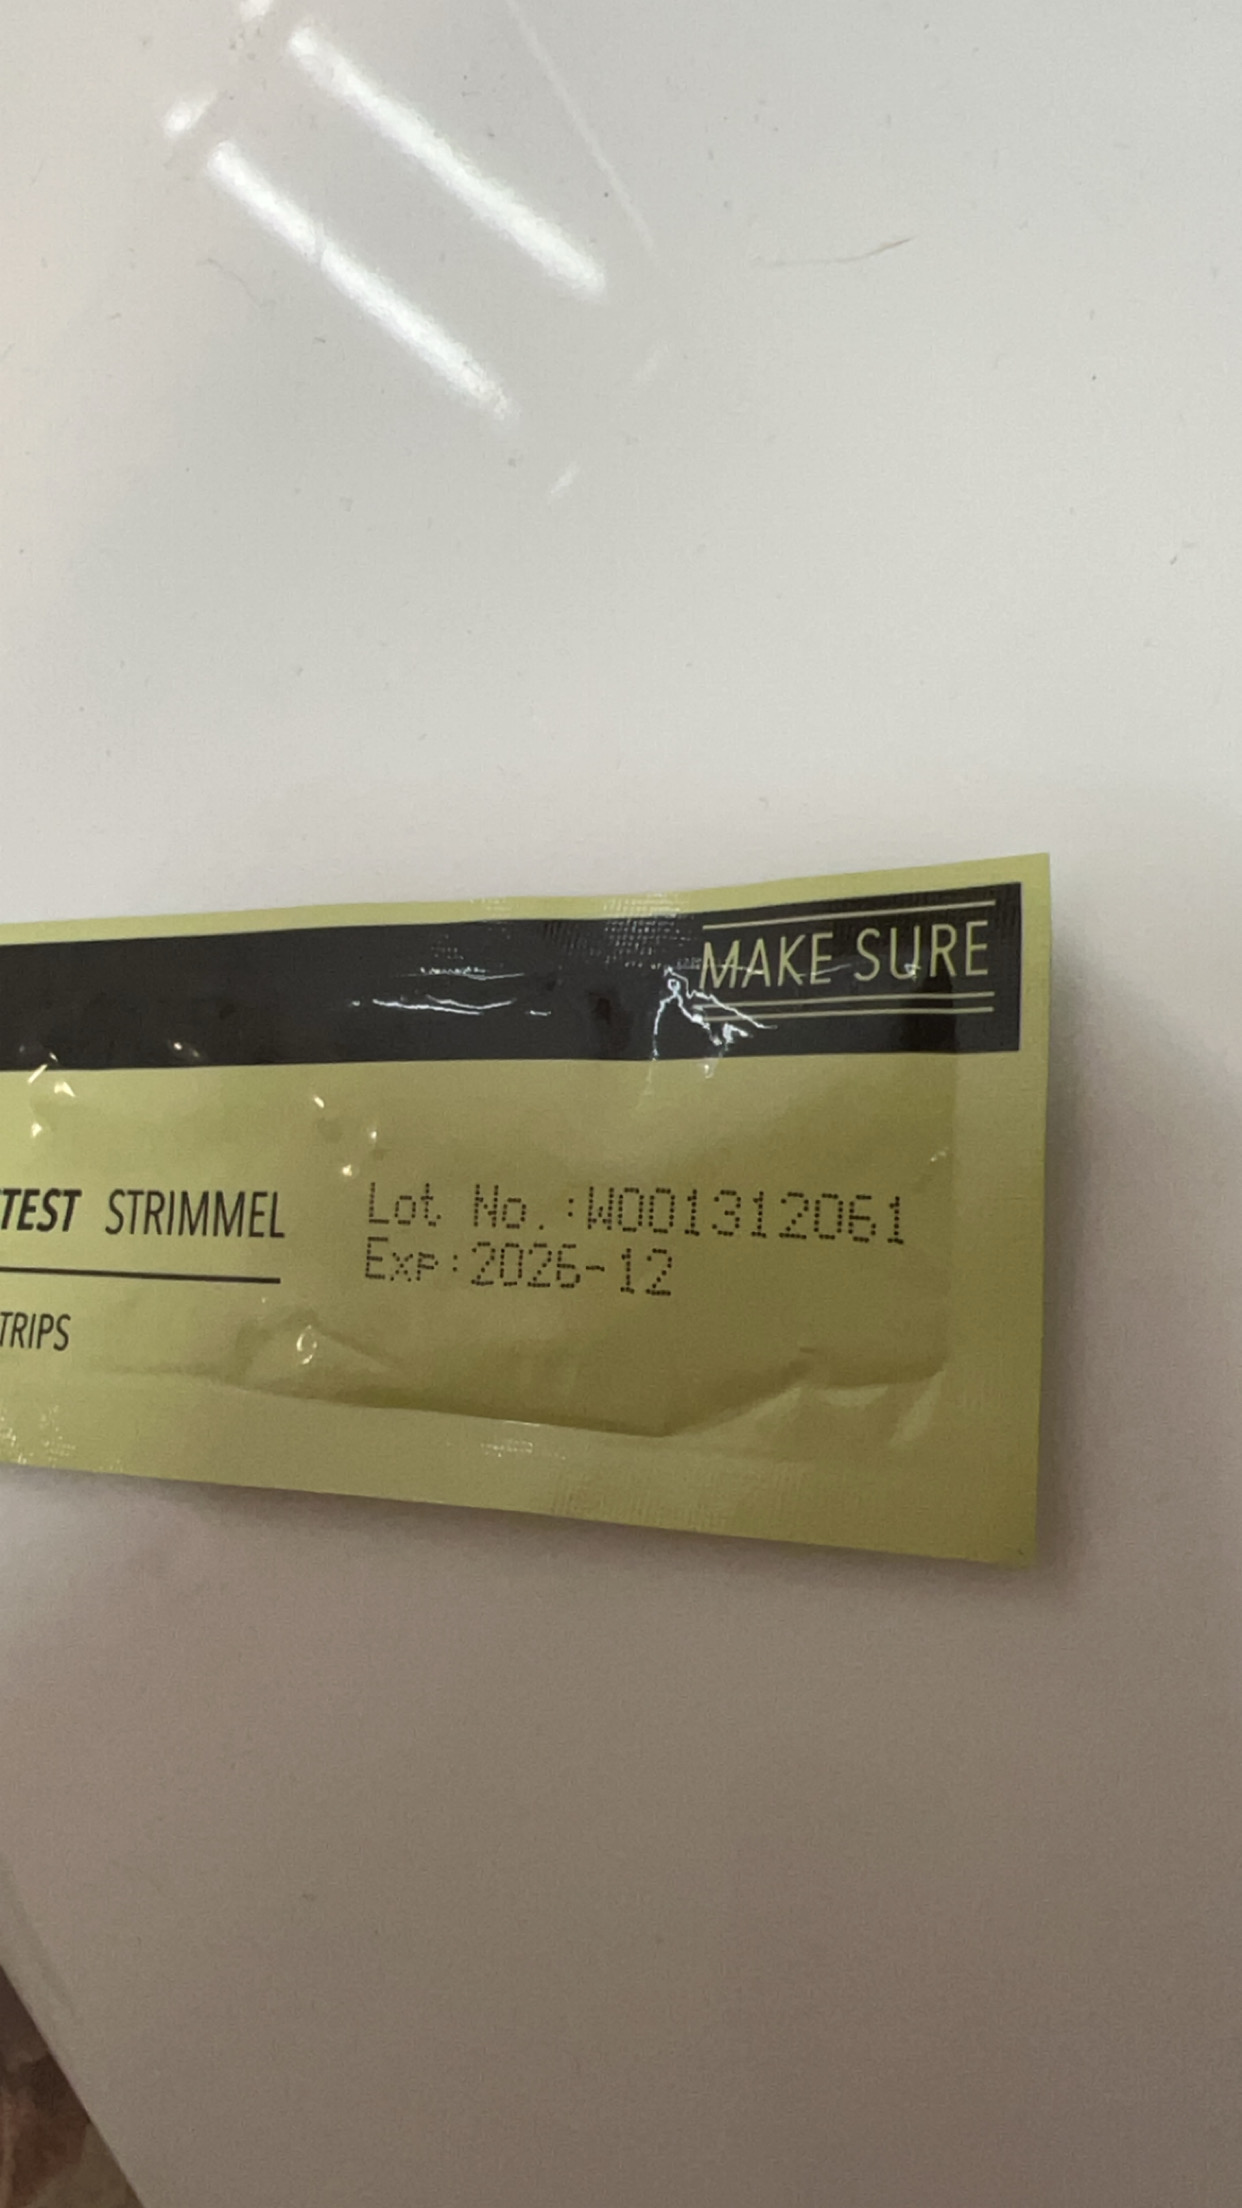 MAKE SURE
TEST STRIMMEL
Lot No.:W001312061
Exp:2026-12
TRIPS